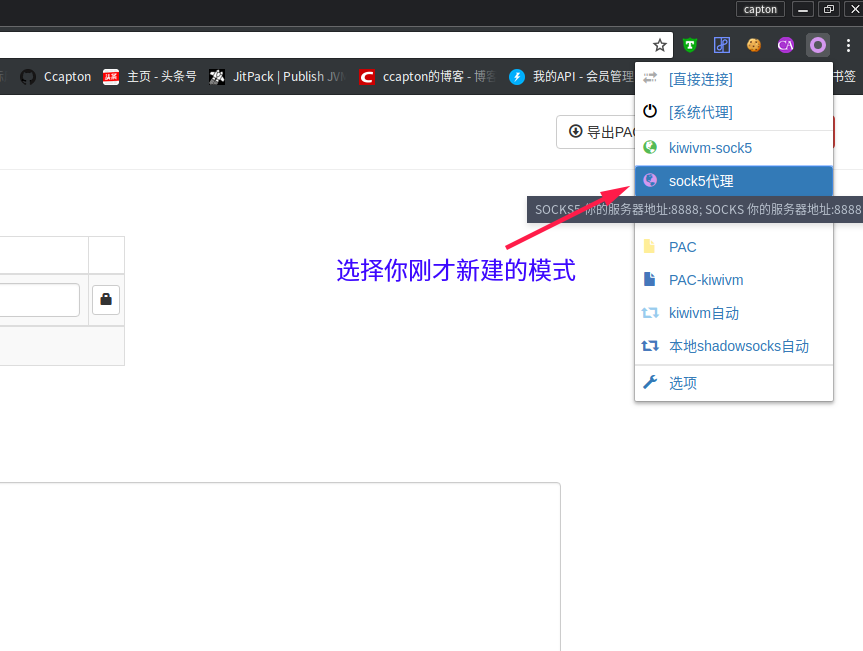 capton
Ccapton
主页 - 头条号
JitPack | Publish JVM
ccapton的博客 - 博客
我的API - 会员管理
书签
[直接连接]
[系统代理]
导出PAC
kiwivm-sock5
sock5代理
SOCKS5 你的服务器地址:8888; SOCKS 你的服务器地址:8888
PAC
选择你刚才新建的模式
PAC-kiwivm
kiwivm自动
本地shadowsocks自动
选项